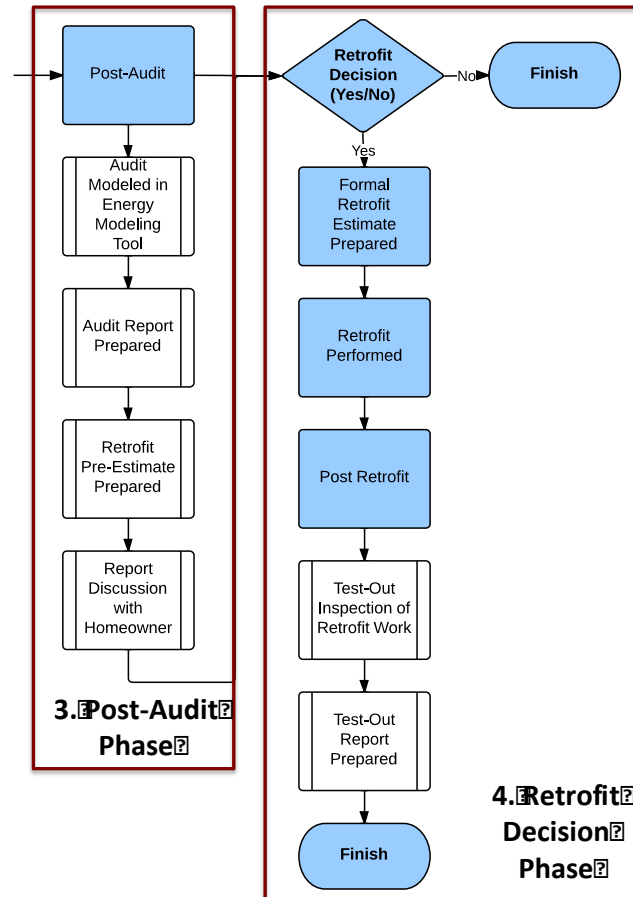 Post-Audit
Audit
Modeled in
Energy
Modeling
Tool
Audit Report
Prepared
Retrofit
Pre-Estimate
Prepared
Report
Discussion
with
Homeowner
3. Post-Audit
Phase
Retrofit
Decision
(Yes/No)
No
Finish
Yes
Formal
Retrofit
Estimate
Prepared
Retrofit
Performed
Post Retrofit
Test-Out
Inspection of
Retrofit Work
Test-Out
Report
Prepared
Finish
4. Retrofit
Decision
Phase